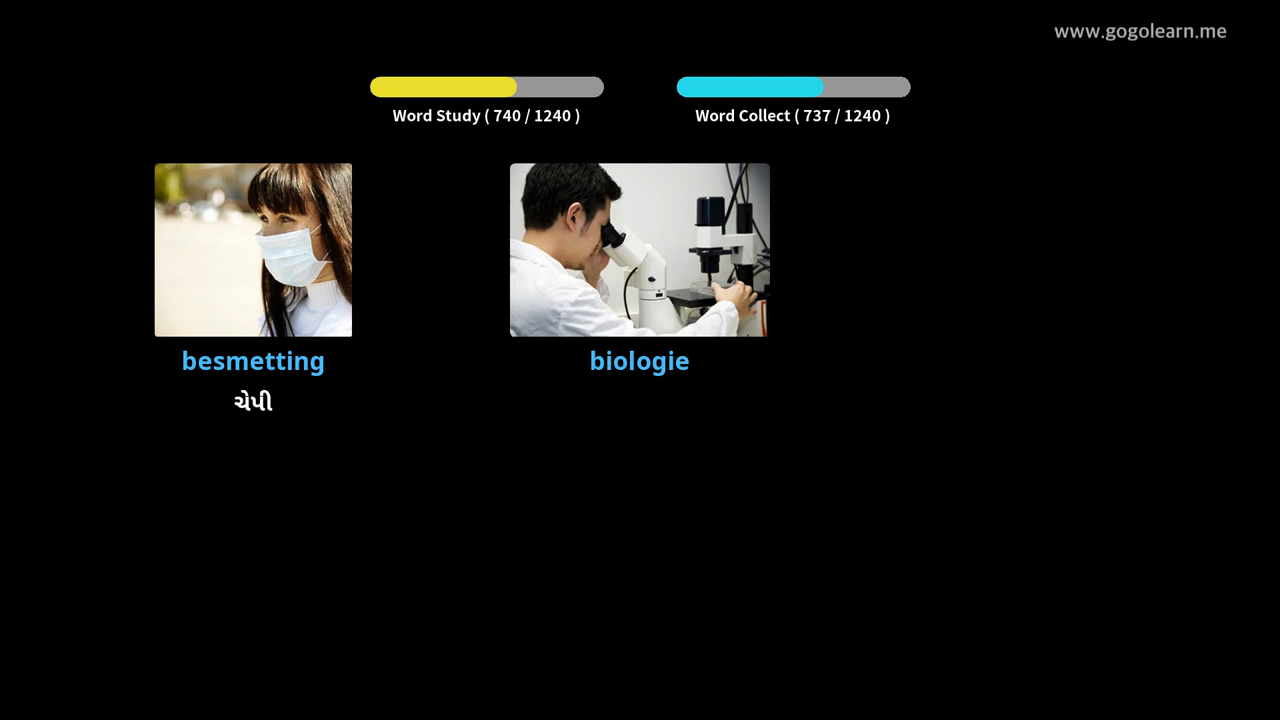 www.gogolearn.me
Word Study ( 740 / 1240 )
Word Collect ( 737 / 1240 )
besmetting
biologie
ચેપી